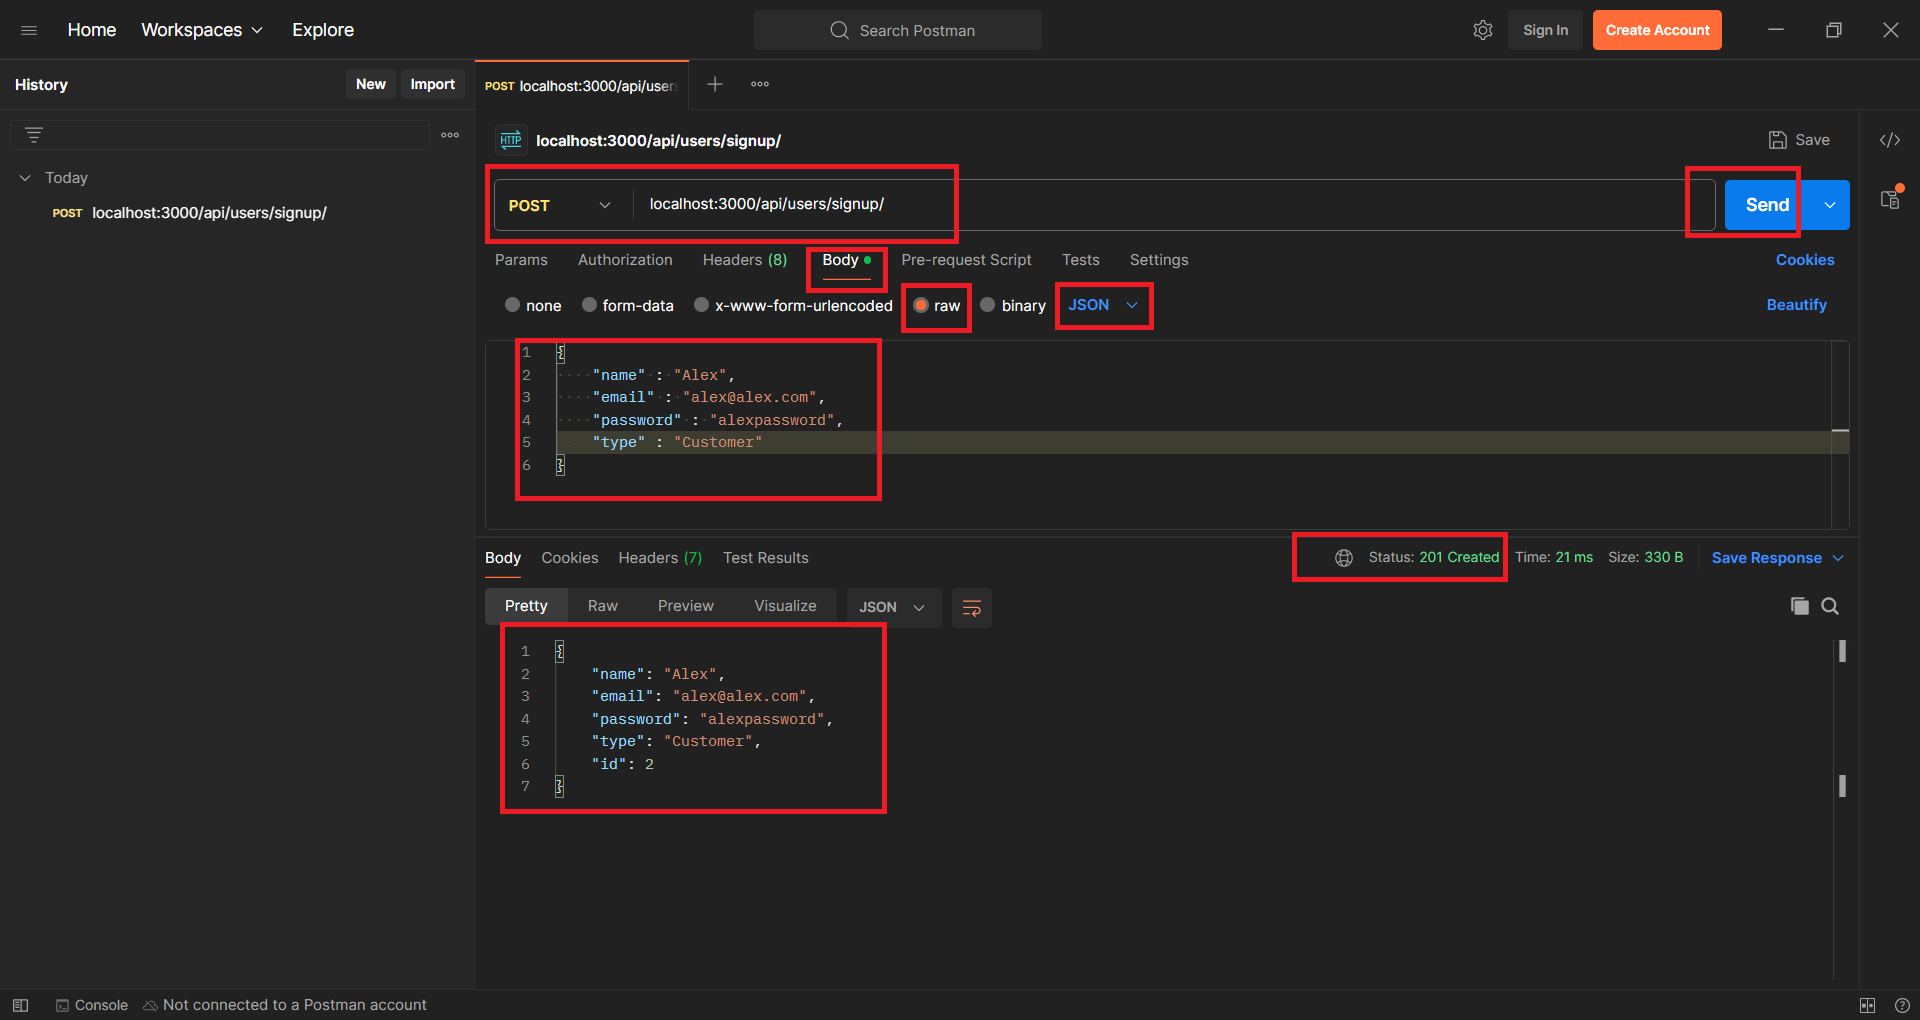 Home Workspaces Explore Search Postman Sign In Create Account
History New Import POST localhost:3000/api/user
HTTP localhost:3000/api/users/signup/ Save
Today
POST localhost:3000/api/users/signup/
POST localhost:3000/api/users/signup/ Send
Params Authorization Headers (8) Body Pre-request Script Tests Settings Cookies
none form-data x-www-form-urlencoded raw binary JSON Beautify
1 {
2 "name" : "Alex",
3 "email" : "alex@alex.com",
4 "password" : "alexpassword",
5 "type" : "Customer"
6 }
Body Cookies Headers (7) Test Results Status: 201 Created Time: 21 ms Size: 330 B Save Response
Pretty Raw Preview Visualize JSON
1 {
2 "name": "Alex",
3 "email": "alex@alex.com",
4 "password": "alexpassword",
5 "type": "Customer",
6 "id": 2
7 }
Console Not connected to a Postman account